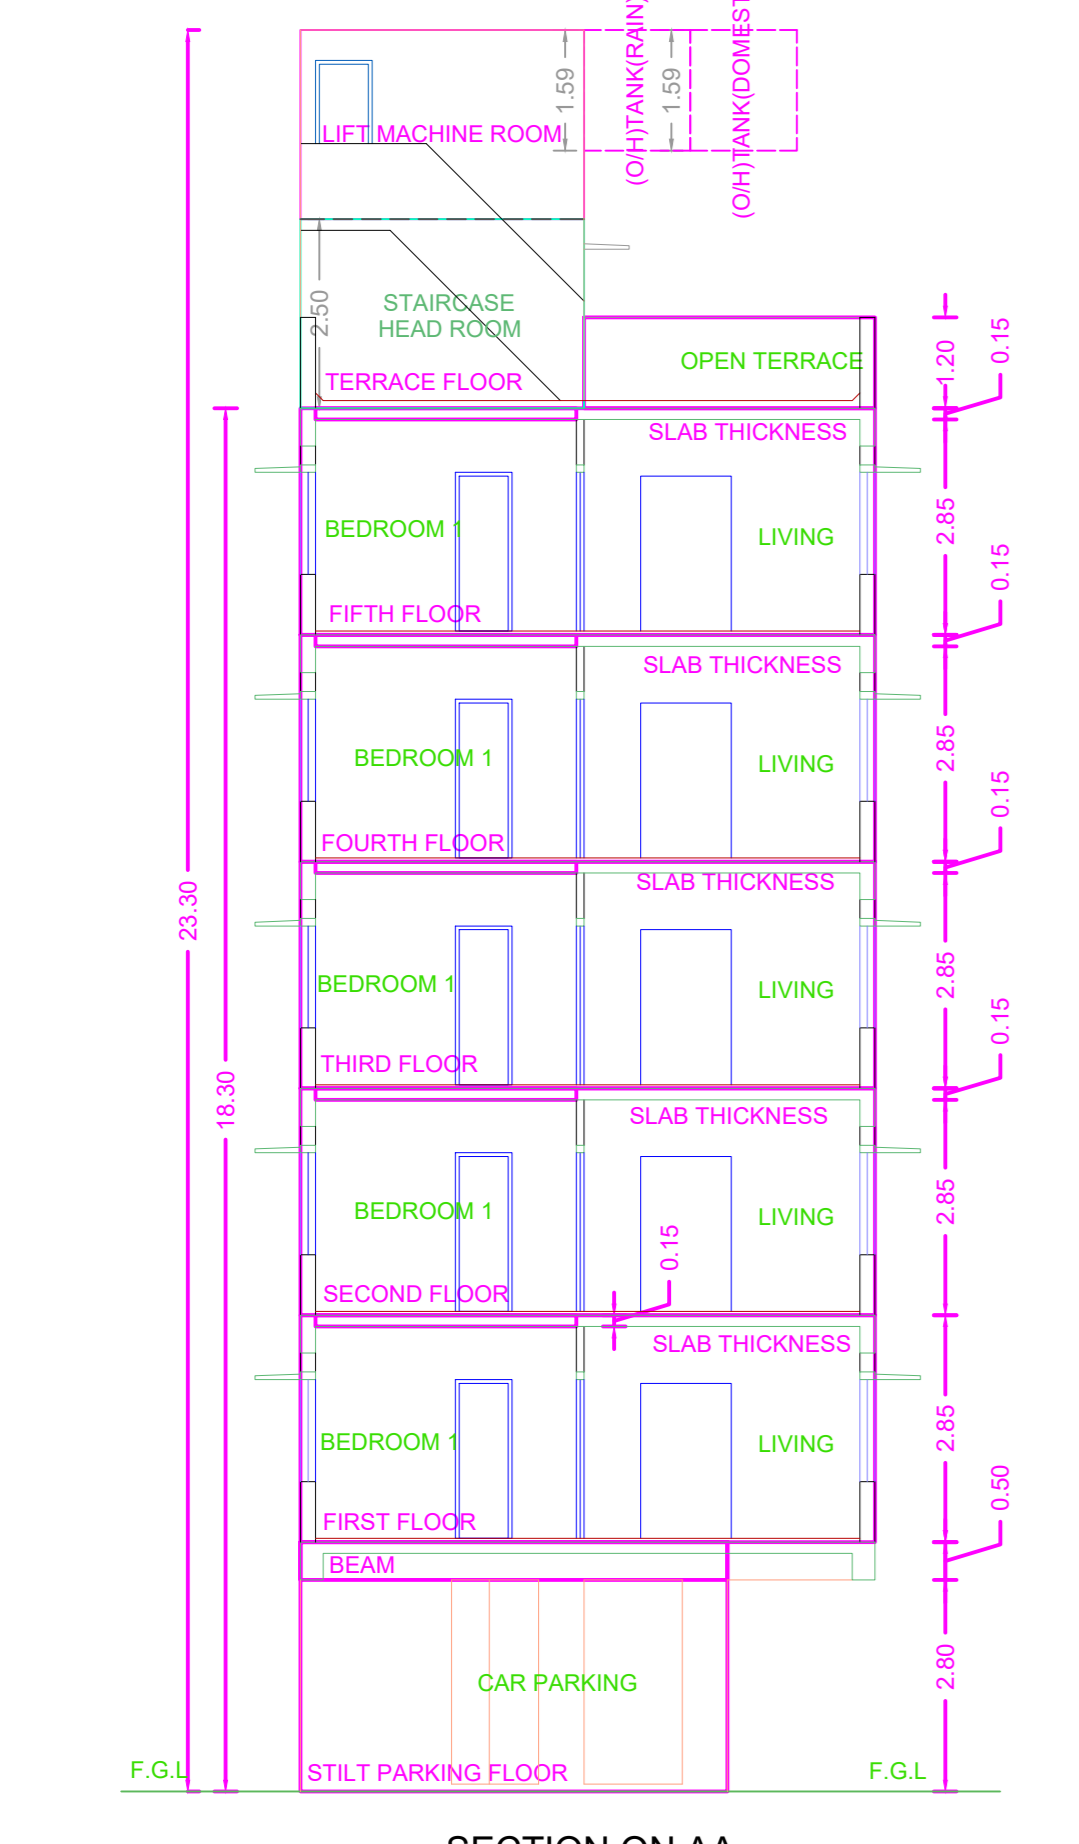 (O/H)TANK(RAIN)
(O/H)TANK(DOMEST
1.59
1.59
LIFT MACHINE ROOM
2.50
STAIRCASE
HEAD ROOM
OPEN TERRACE
1.20
0.15
TERRACE FLOOR
SLAB THICKNESS
BEDROOM 1
LIVING
2.85
0.15
FIFTH FLOOR
SLAB THICKNESS
BEDROOM 1
LIVING
2.85
0.15
FOURTH FLOOR
SLAB THICKNESS
23.30
BEDROOM 1
LIVING
2.85
0.15
THIRD FLOOR
18.30
SLAB THICKNESS
BEDROOM 1
LIVING
2.85
0.15
SECOND FLOOR
SLAB THICKNESS
BEDROOM 1
LIVING
2.85
0.50
FIRST FLOOR
BEAM
CAR PARKING
2.80
F.G.L
STILT PARKING FLOOR
F.G.L
SECTION ON AA